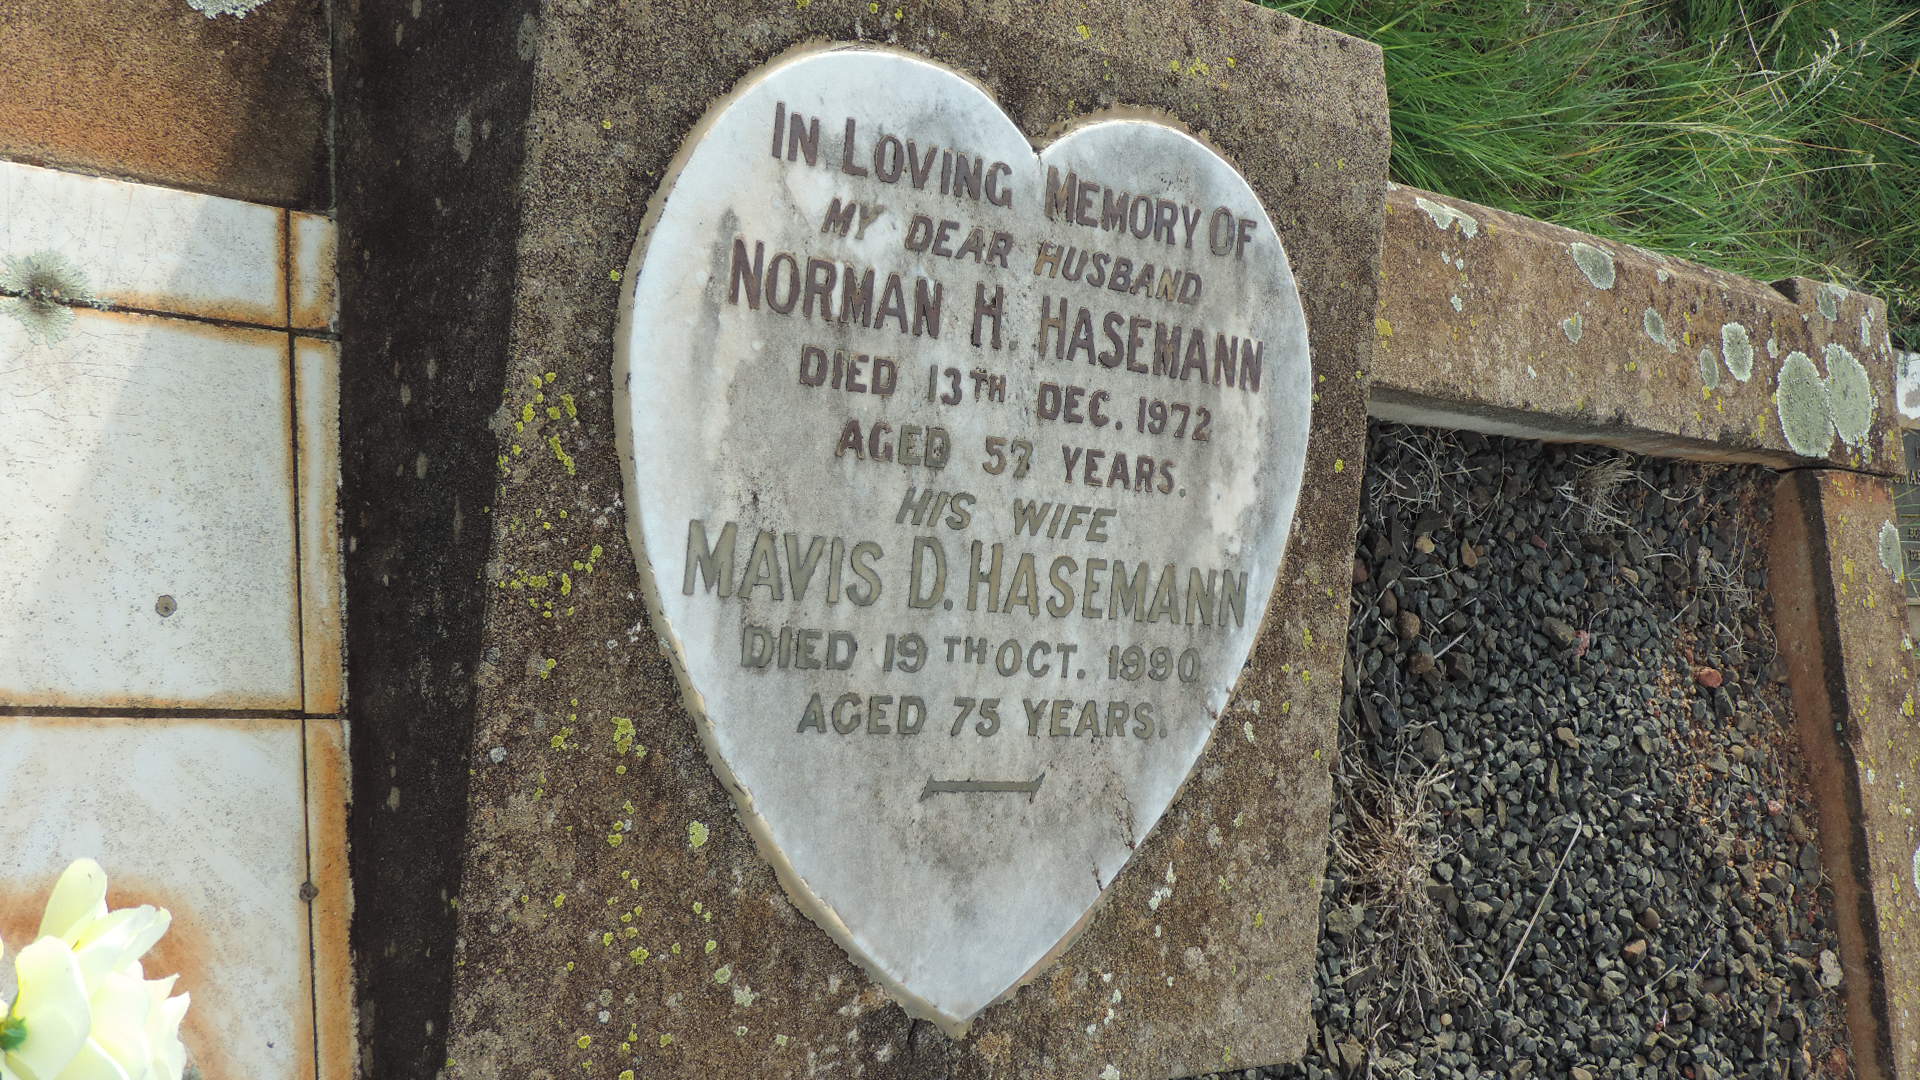 IN LOVING MEMORY OF
MY DEAR HUSBAND
NORMAN H. HASEMANN
DIED 13TH DEC. 1972
AGED 57 YEARS.
HIS WIFE
MAVIS D. HASEMANN
DIED 19TH OCT. 1990
AGED 75 YEARS.